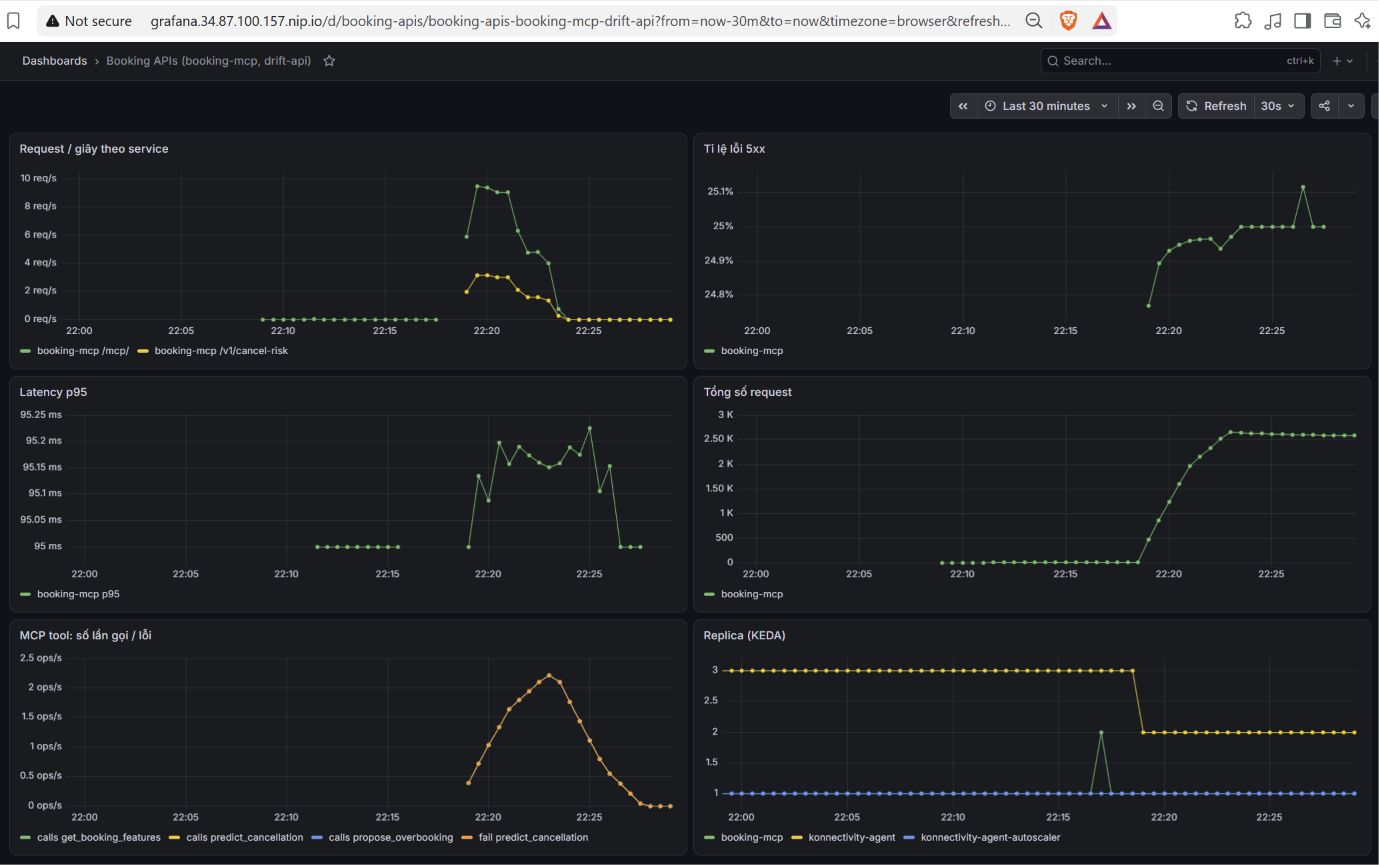 Not secure grafana.34.87.100.157.nip.io/d/booking-apis/booking-apis-booking-mcp-drift-api?from=now-30m&to=now&timezone=browser&refresh...
Dashboards › Booking APIs (booking-mcp, drift-api)
Search... ctrl+k
Last 30 minutes
Refresh 30s
Request / giây theo service
10 req/s
8 req/s
6 req/s
4 req/s
2 req/s
0 req/s
22:00 22:05 22:10 22:15 22:20 22:25
booking-mcp /mcp/ booking-mcp /v1/cancel-risk
Tỉ lệ lỗi 5xx
25.1%
25%
24.9%
24.8%
22:00 22:05 22:10 22:15 22:20 22:25
booking-mcp
Latency p95
95.25 ms
95.2 ms
95.15 ms
95.1 ms
95.05 ms
95 ms
22:00 22:05 22:10 22:15 22:20 22:25
booking-mcp p95
Tổng số request
3 K
2.50 K
2 K
1.50 K
1 K
500
0
22:00 22:05 22:10 22:15 22:20 22:25
booking-mcp
MCP tool: số lần gọi / lỗi
2.5 ops/s
2 ops/s
1.5 ops/s
1 ops/s
0.5 ops/s
0 ops/s
22:00 22:05 22:10 22:15 22:20 22:25
calls get_booking_features calls predict_cancellation calls propose_overbooking fail predict_cancellation
Replica (KEDA)
3
2.5
2
1.5
1
22:00 22:05 22:10 22:15 22:20 22:25
booking-mcp konnectivity-agent konnectivity-agent-autoscaler